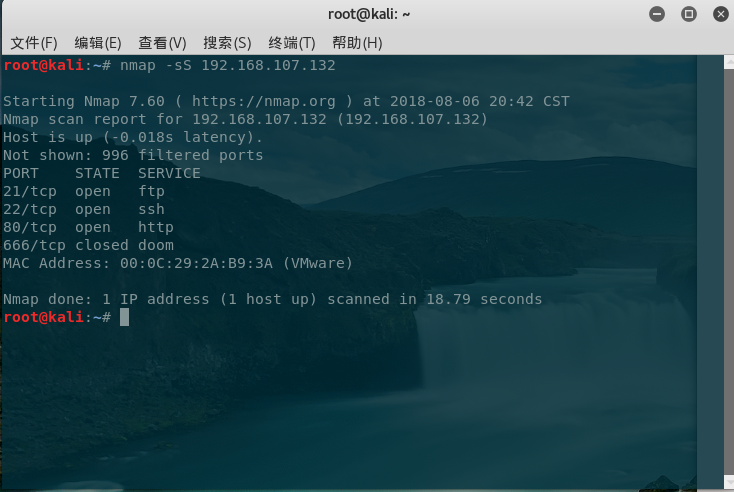 root@kali: ~
文件(F) 编辑(E) 查看(V) 搜索(S) 终端(T) 帮助(H)
root@kali:~# nmap -sS 192.168.107.132
Starting Nmap 7.60 ( https://nmap.org ) at 2018-08-06 20:42 CST
Nmap scan report for 192.168.107.132 (192.168.107.132)
Host is up (-0.018s latency).
Not shown: 996 filtered ports
PORT    STATE  SERVICE
21/tcp  open   ftp
22/tcp  open   ssh
80/tcp  open   http
666/tcp closed doom
MAC Address: 00:0C:29:2A:B9:3A (VMware)
Nmap done: 1 IP address (1 host up) scanned in 18.79 seconds
root@kali:~#